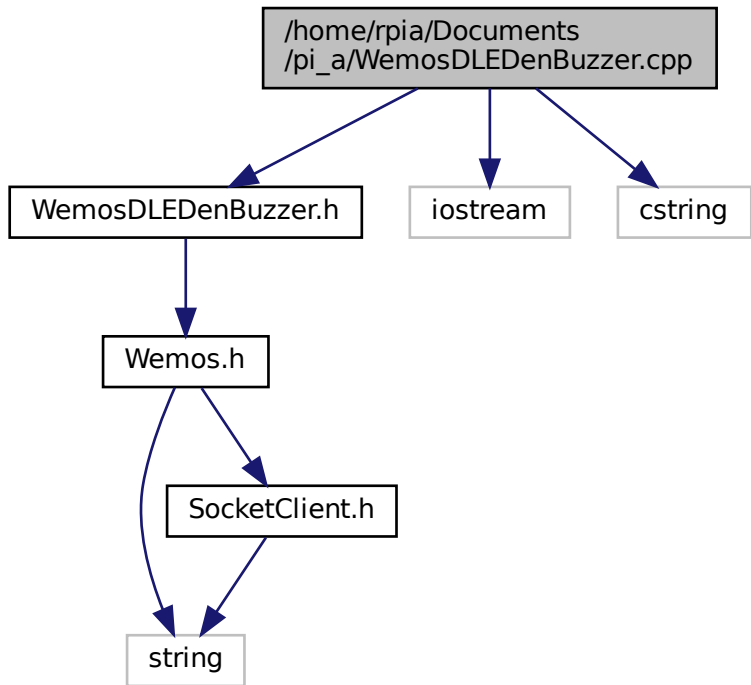 /home/rpia/Documents
/pi_a/WemosDLEDenBuzzer.cpp
WemosDLEDenBuzzer.h
iostream
cstring
Wemos.h
SocketClient.h
string